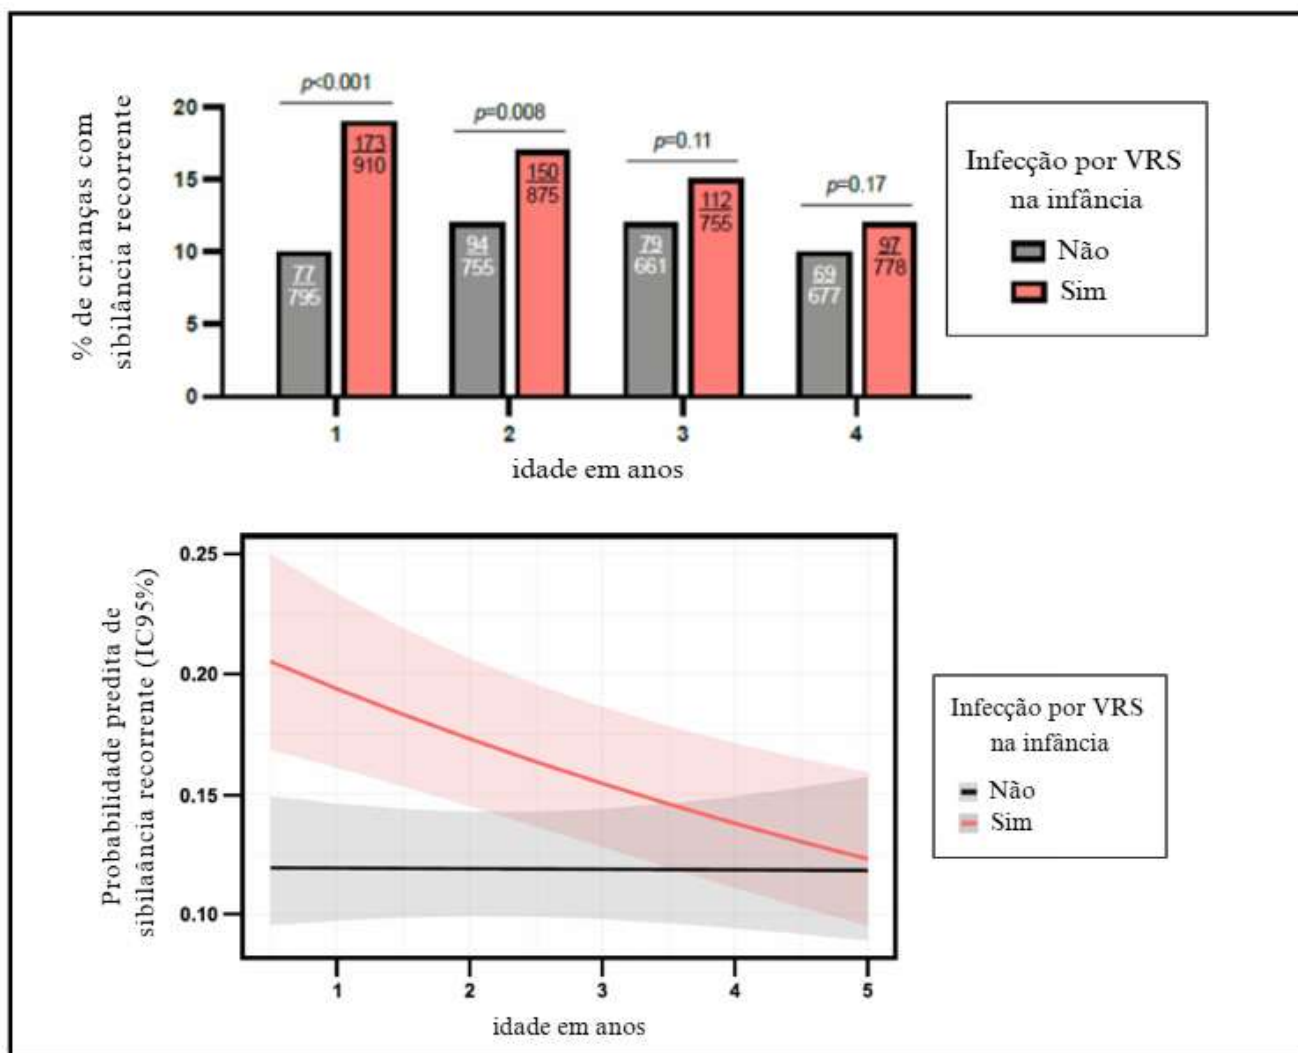 p<0.001
p=0.008
p=0.11
p=0.17
% de crianças com
sibilância recorrente
20
15
10
5
0
77
795
173
910
94
755
150
875
79
661
112
755
69
677
97
778
1
2
3
4
idade em anos
Infecção por VRS
na infância
Não
Sim
Probabilidade predita de
sibilaância recorrente (IC95%)
0.25
0.20
0.15
0.10
1
2
3
4
5
idade em anos
Infecção por VRS
na infância
Não
Sim